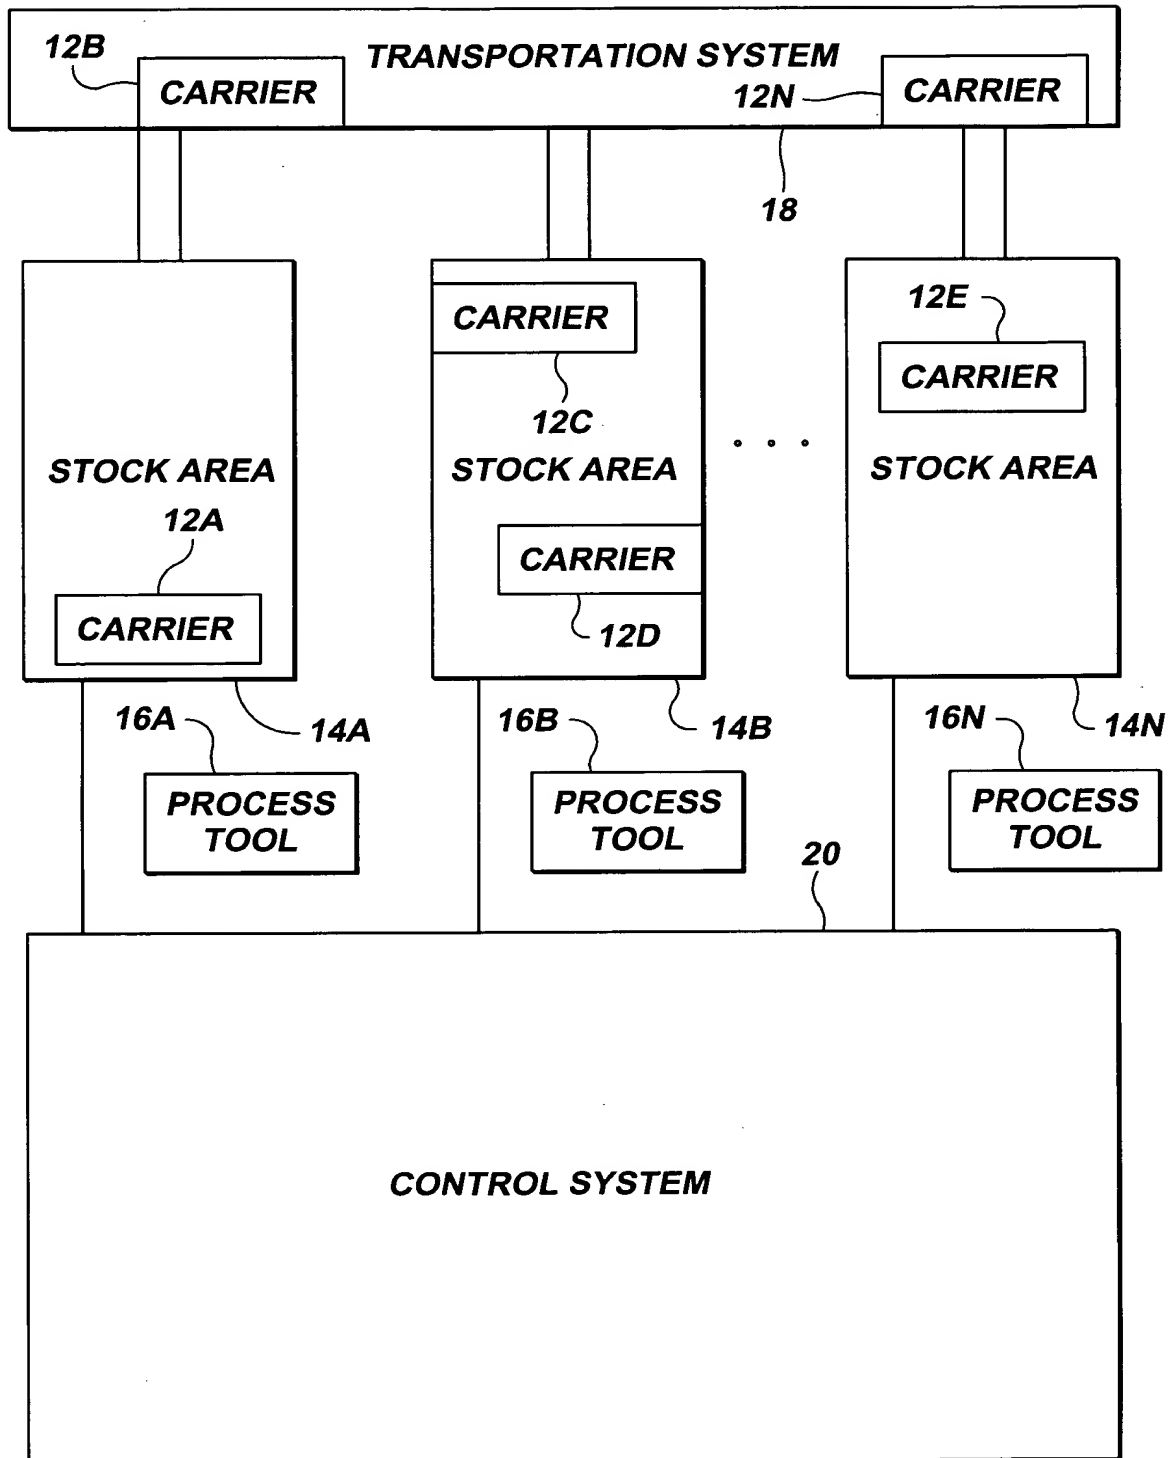 12B
CARRIER
TRANSPORTATION SYSTEM
12N
CARRIER
18
CARRIER
12C
12E
CARRIER
STOCK AREA
STOCK AREA
. . .
STOCK AREA
12A
CARRIER
CARRIER
12D
16A
14A
16B
14B
16N
14N
PROCESS
TOOL
PROCESS
TOOL
PROCESS
TOOL
20
CONTROL SYSTEM